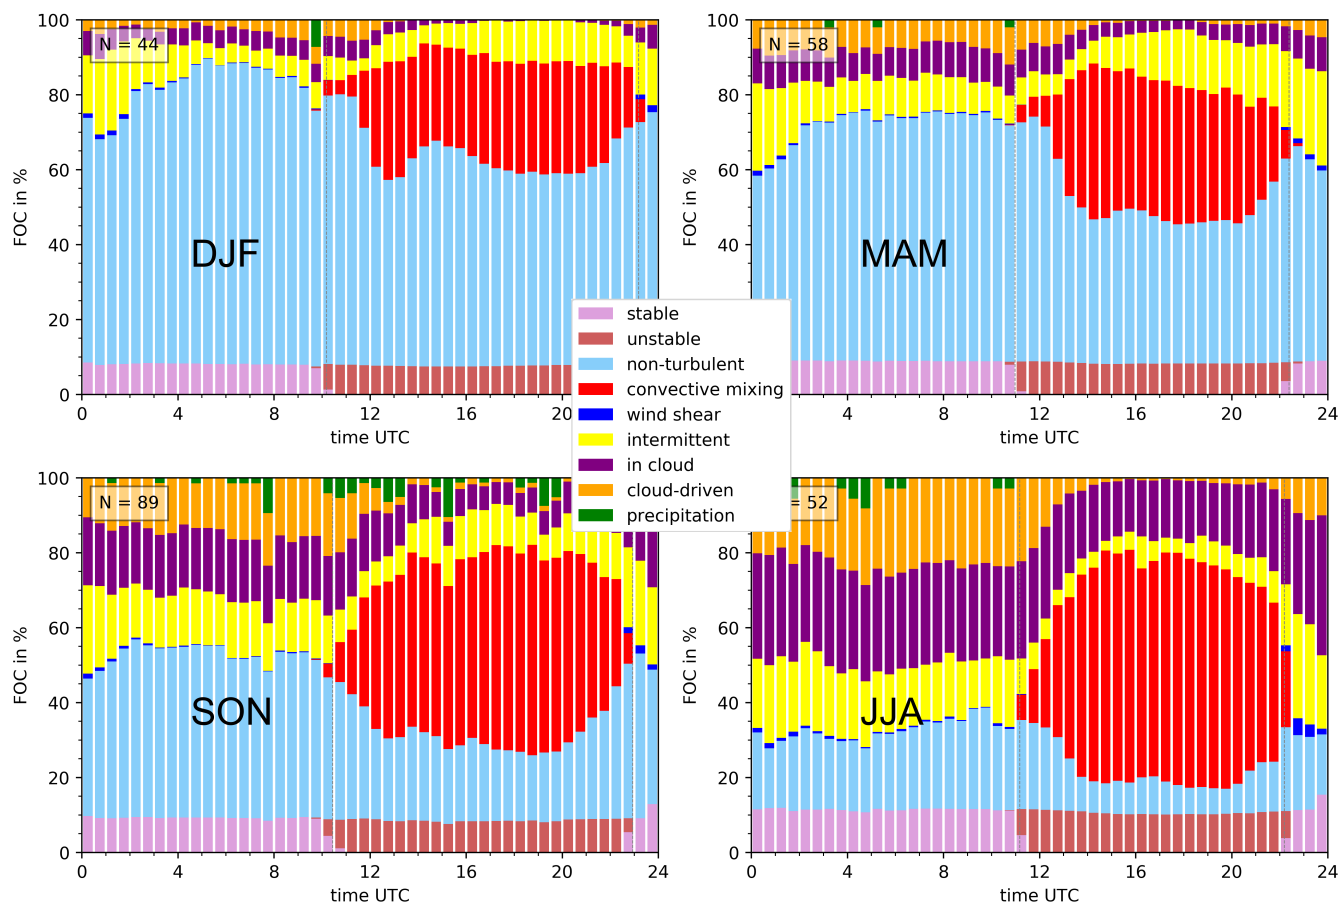 100
80
60
40
20
0
FOC in %
N = 44
DJF
0 4 8 12 16 20
time UTC
100
80
60
40
20
0
FOC in %
N = 58
MAM
4 8 12 16 20 24
time UTC
stable
unstable
non-turbulent
convective mixing
wind shear
intermittent
in cloud
cloud-driven
precipitation
100
80
60
40
20
0
FOC in %
N = 89
SON
0 4 8 12 16 20 24
time UTC
80
60
40
20
0
FOC in %
= 52
JJA
0 4 8 12 16 20 24
time UTC